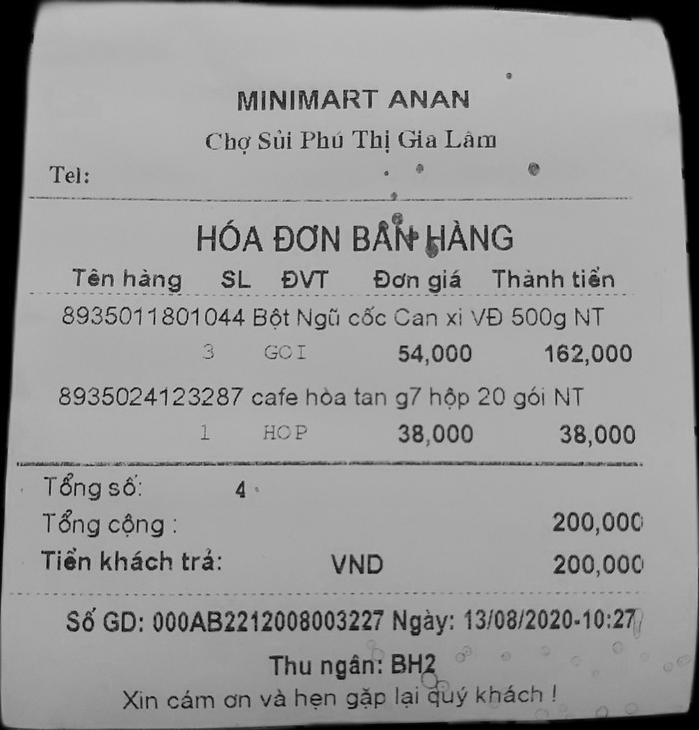 MINIMART ANAN
Chợ Sủi Phú Thị Gia Lâm
Tel:
HÓA ĐƠN BÁN HÀNG
Tên hàng SL ĐVT Đơn giá Thành tiền
8935011801044 Bột Ngũ cốc Can xi VĐ 500g NT
3 GOI 54,000 162,000
8935024123287 cafe hòa tan g7 hộp 20 gói NT
1 HOP 38,000 38,000
Tổng số: 4
Tổng cộng : 200,000
Tiền khách trả: VND 200,000
Số GD: 000AB2212008003227 Ngày: 13/08/2020-10:27
Thu ngân: BH2
Xin cám ơn và hẹn gặp lại quý khách !